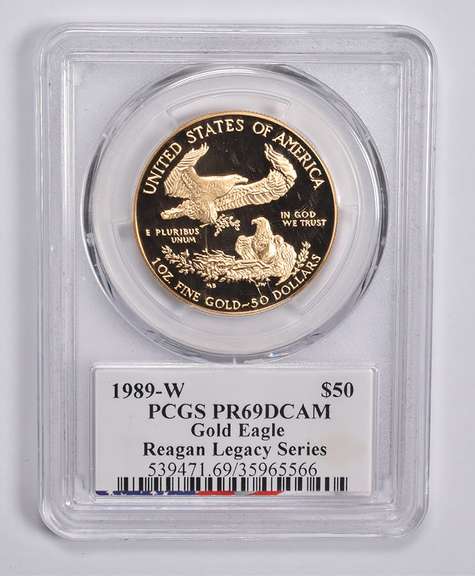 UNITED STATES OF AMERICA
E PLURIBUS
UNUM
IN GOD
WE TRUST
1 OZ. FINE GOLD~50 DOLLARS
1989-W $50
PCGS PR69DCAM
Gold Eagle
Reagan Legacy Series
539471.69/35965566